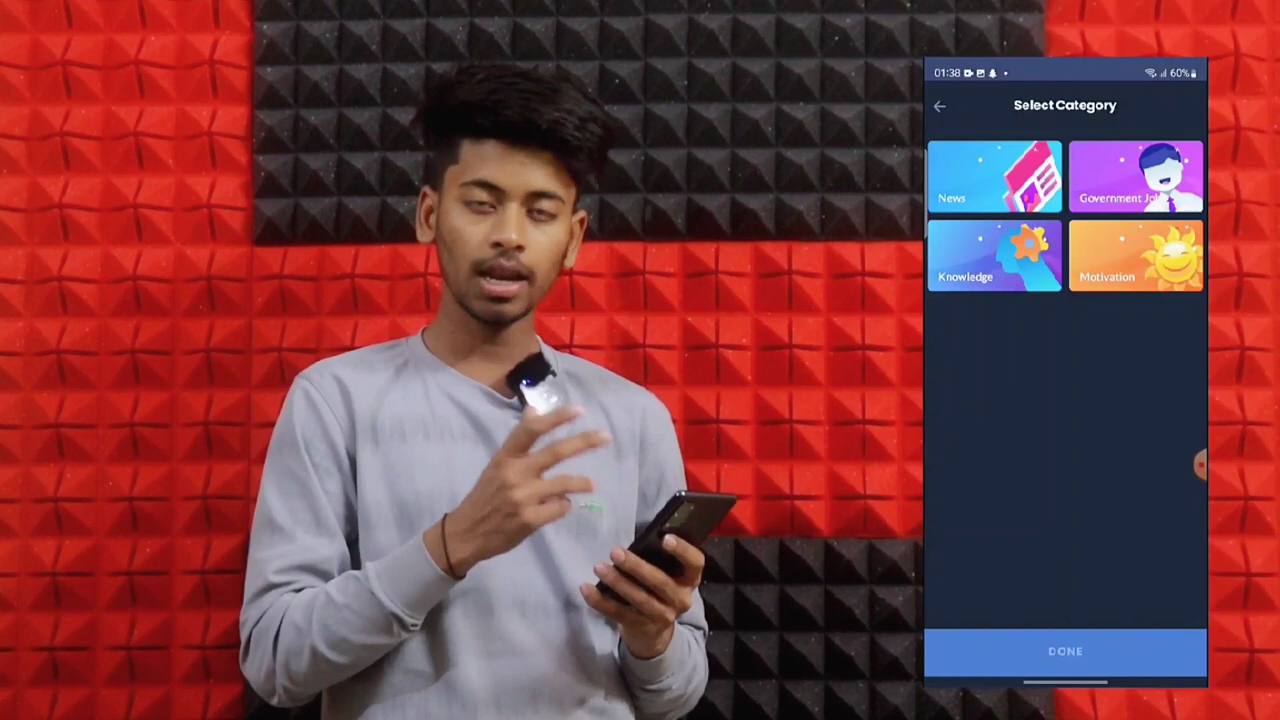 01:38
60%
Select Category
News
Government Jo
Knowledge
Motivation
DONE